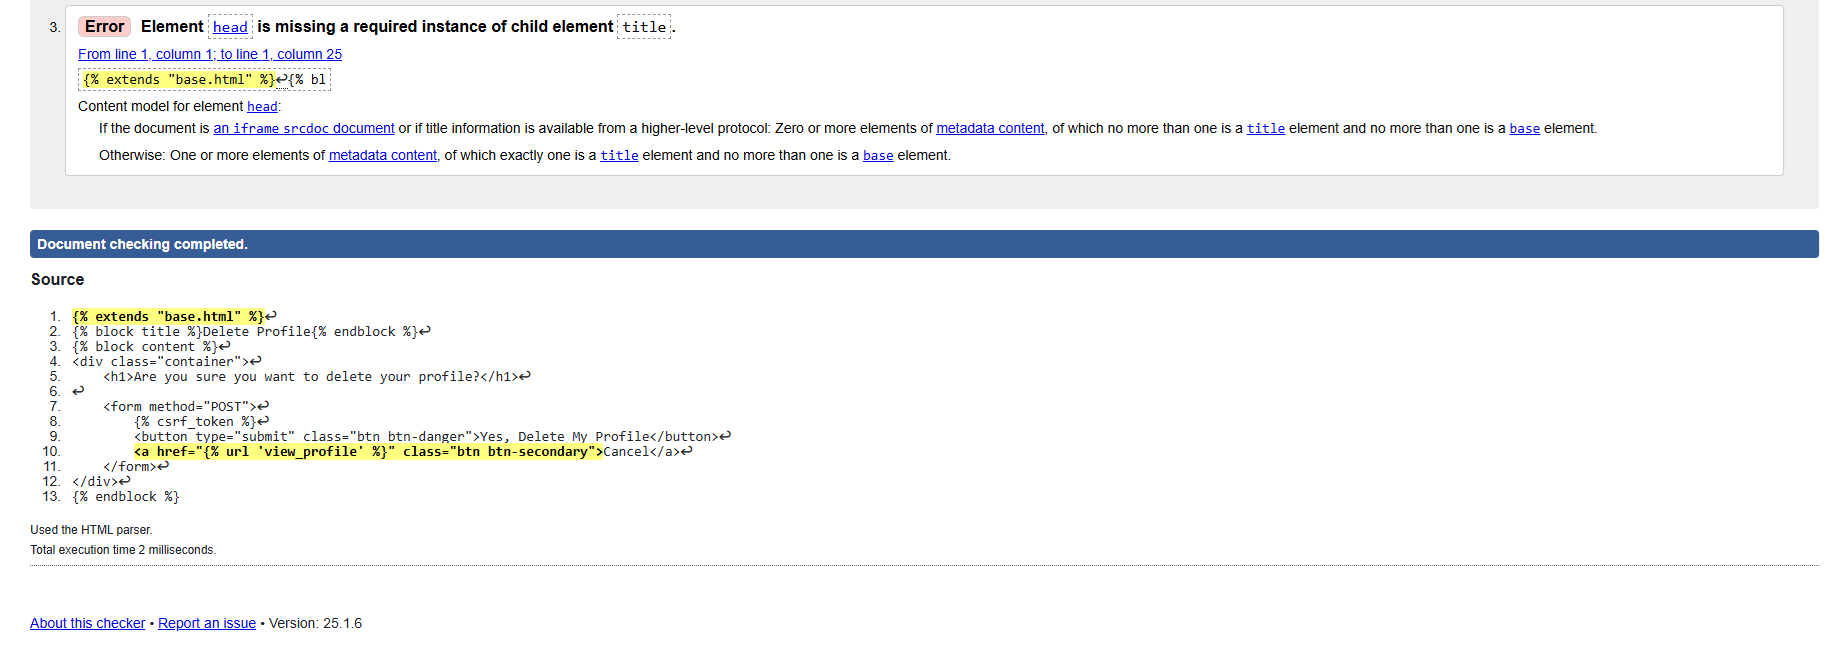 3. Error Element head is missing a required instance of child element title.
From line 1, column 1; to line 1, column 25
{% extends "base.html" %}↩{% bl
Content model for element head:
If the document is an iframe srcdoc document or if title information is available from a higher-level protocol: Zero or more elements of metadata content, of which no more than one is a title element and no more than one is a base element.
Otherwise: One or more elements of metadata content, of which exactly one is a title element and no more than one is a base element.
Document checking completed.
Source
1. {% extends "base.html" %}↩
2. {% block title %}Delete Profile{% endblock %}↩
3. {% block content %}↩
4. <div class="container">↩
5.     <h1>Are you sure you want to delete your profile?</h1>↩
6. ↩
7.     <form method="POST">↩
8.         {% csrf_token %}↩
9.         <button type="submit" class="btn btn-danger">Yes, Delete My Profile</button>↩
10.         <a href="{% url 'view_profile' %}" class="btn btn-secondary">Cancel</a>↩
11.     </form>↩
12. </div>↩
13. {% endblock %}
Used the HTML parser.
Total execution time 2 milliseconds.
About this checker • Report an issue • Version: 25.1.6